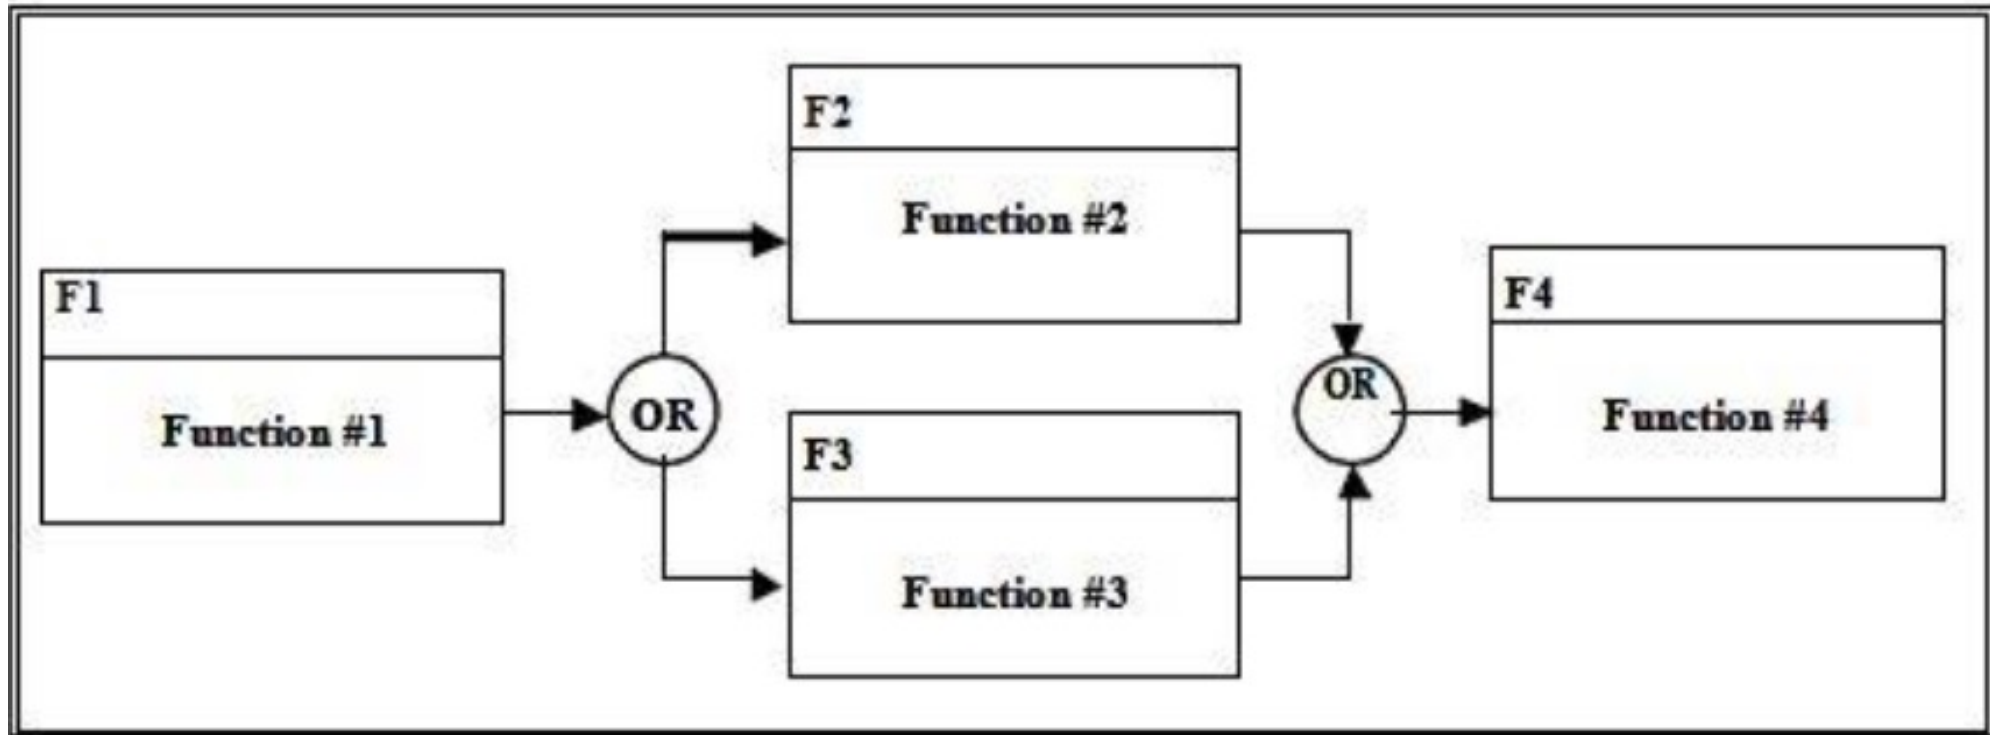 F1
Function #1
OR
F2
Function #2
F3
Function #3
OR
F4
Function #4